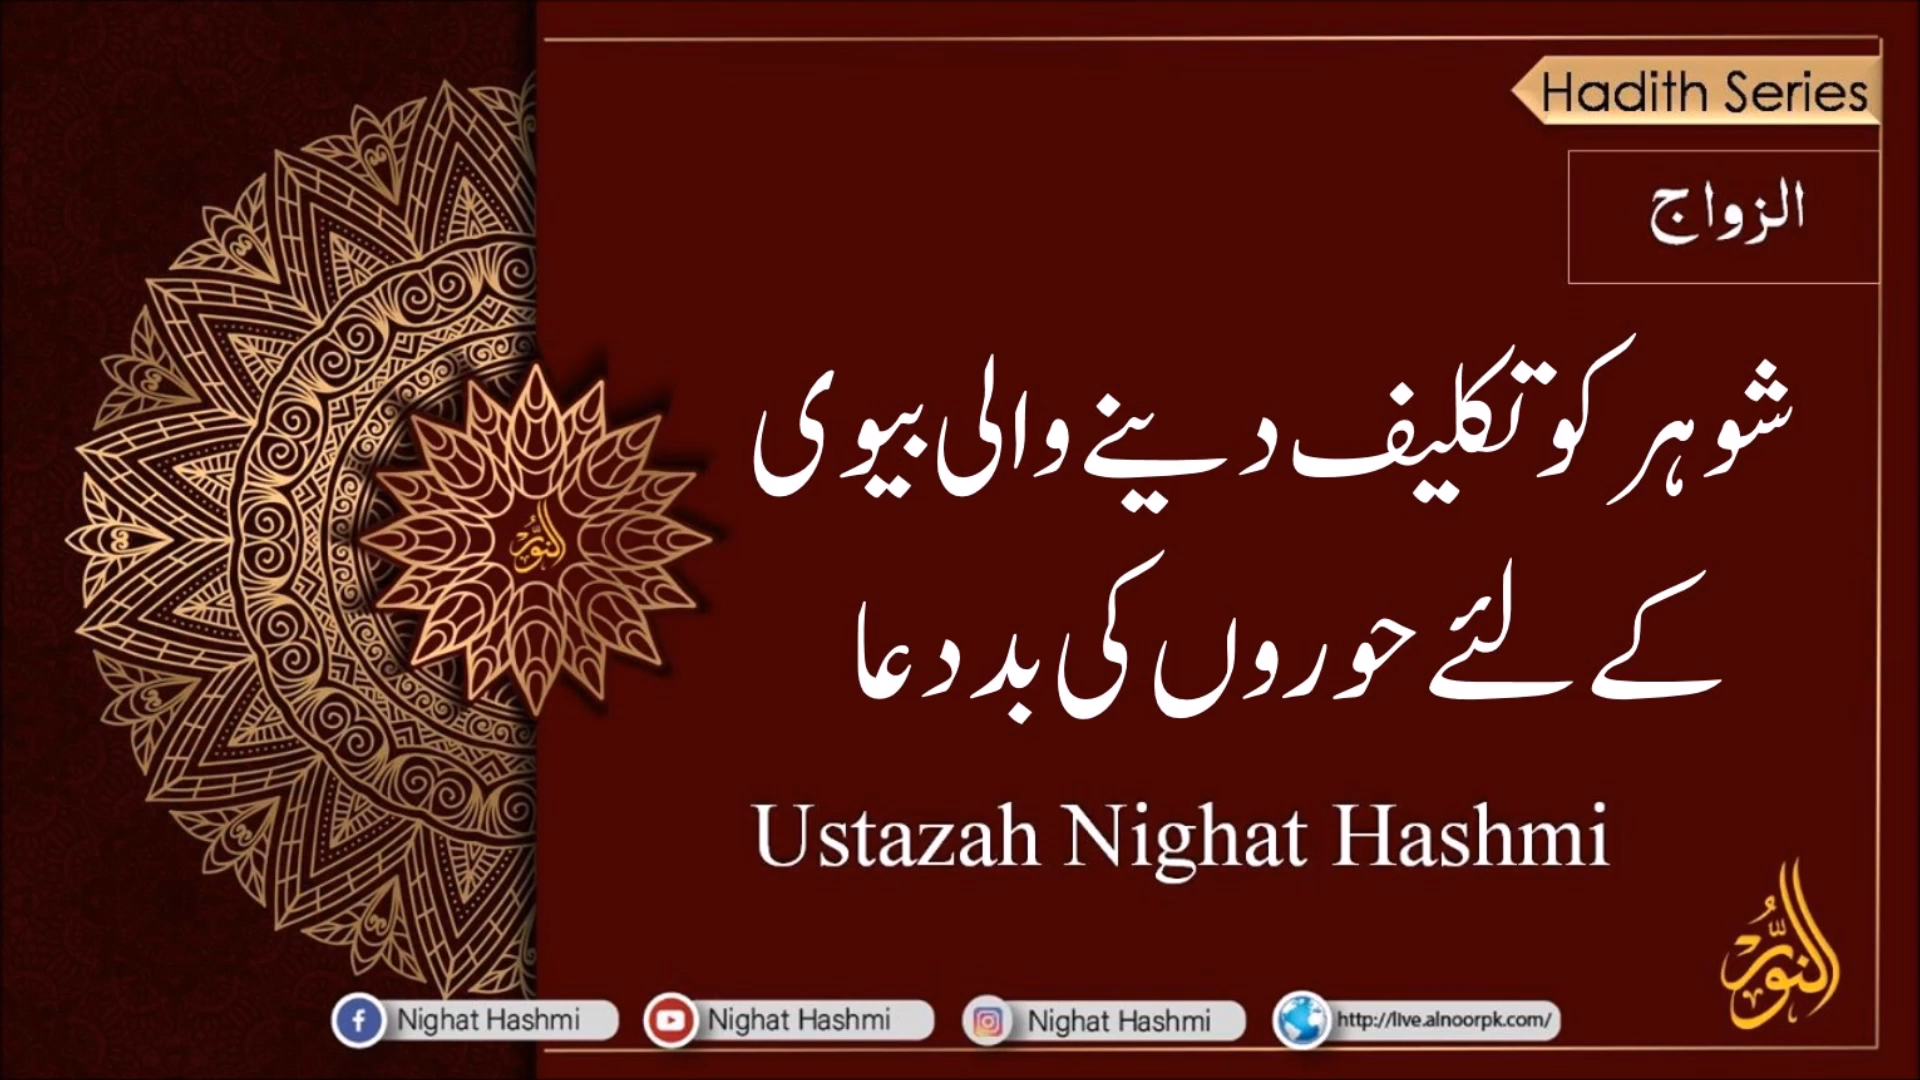 Hadith Series
الزواج
شوہر کو تکلیف دینے والی بیوی
کے لئے حوروں کی بددعا
Ustazah Nighat Hashmi
النور
النور
Nighat Hashmi
Nighat Hashmi
Nighat Hashmi
http://live.alnoorpk.com/